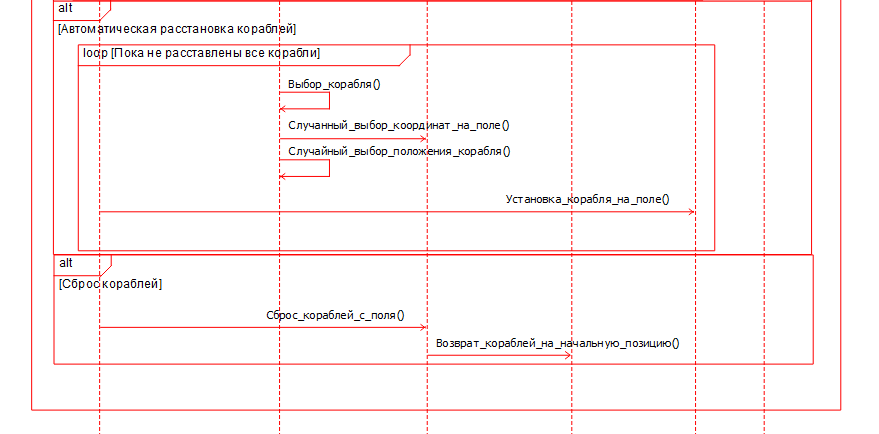 alt
[Автоматическая расстановка кораблей]
loop [Пока не расставлены все корабли]
Выбор_корабля()
Случанный_выбор_координат_на_поле()
Случайный_выбор_положения_корабля()
Установка_корабля_на_поле()
alt
[Сброс кораблей]
Сброс_кораблей_с_поля()
Возврат_кораблей_на_начальную_позицию()